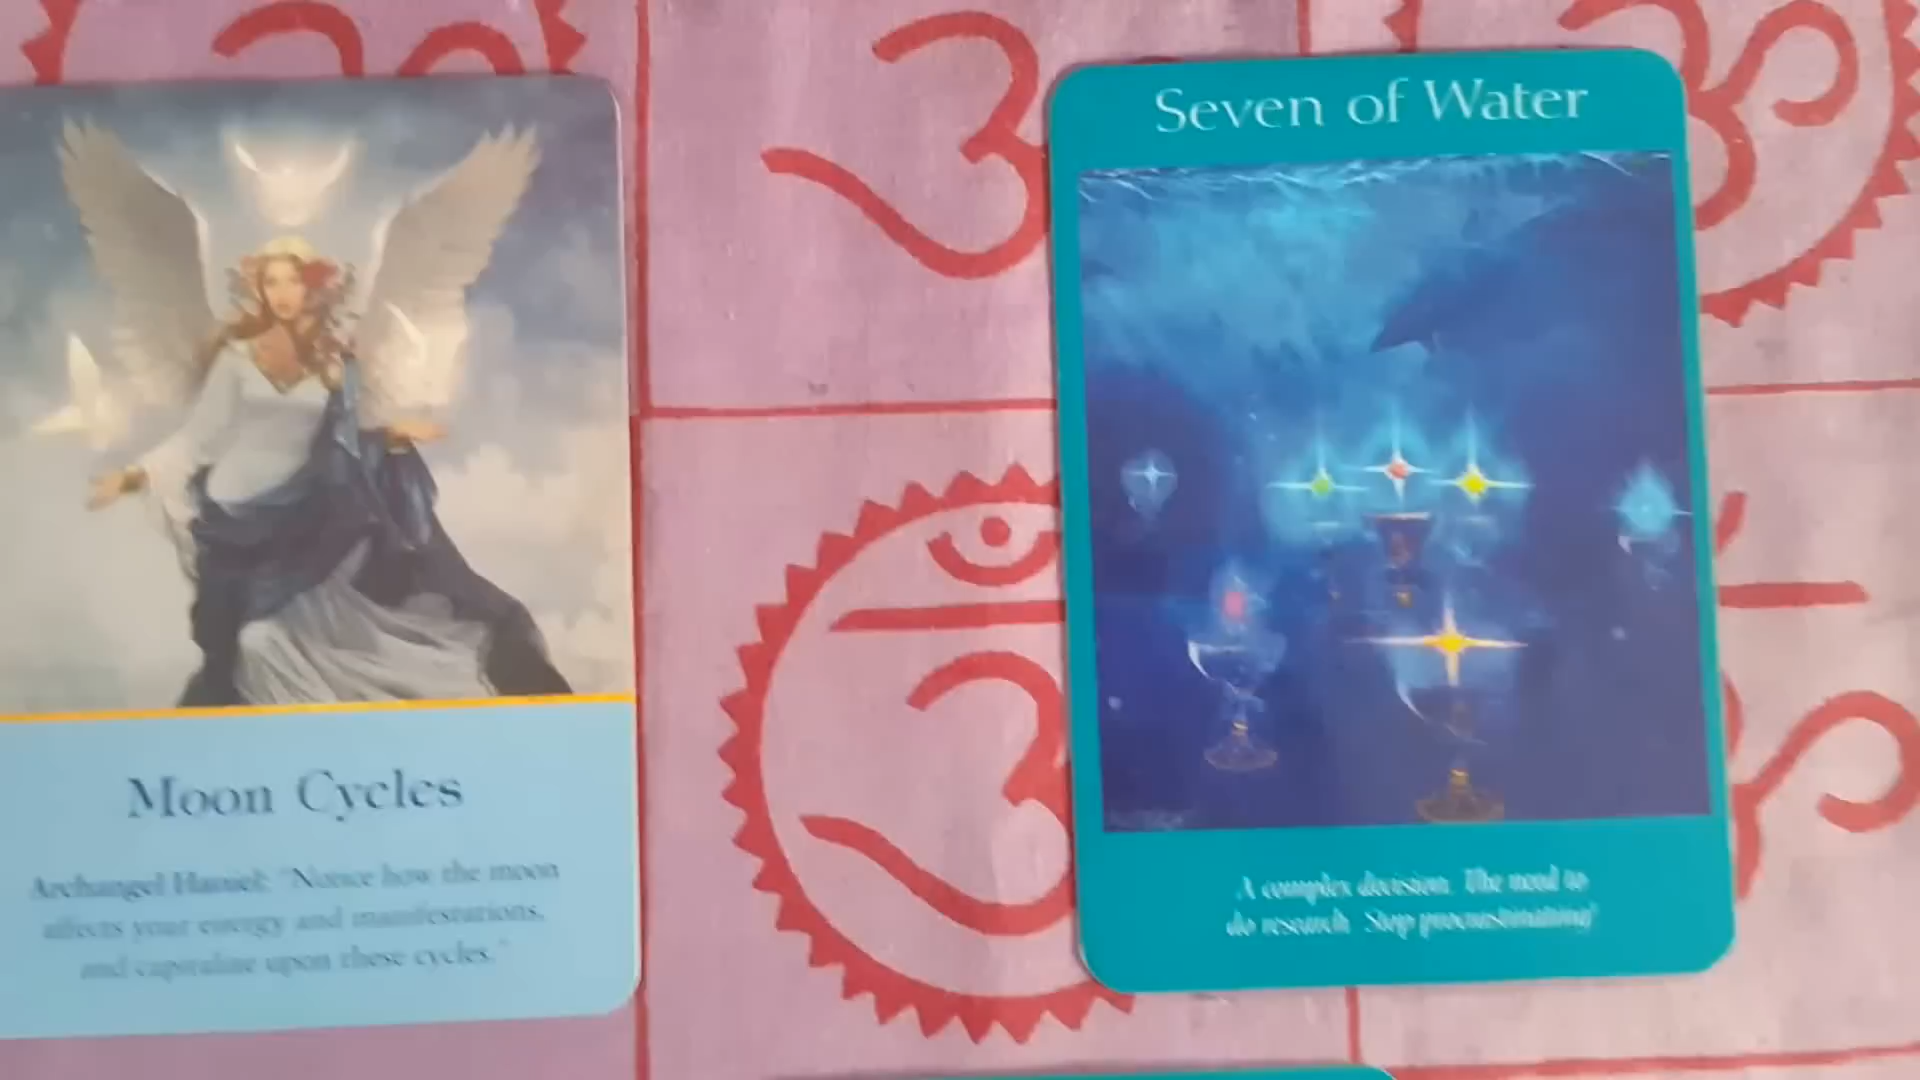 Moon Cycles
Archangel Haniel: "Notice how the moon
affects your energy and manifestations,
and capitalize upon these cycles."
Seven of Water
A complex decision. The need to
do research. Stop procrastinating!
ॐ
ॐ
ॐ
ॐ
ॐ